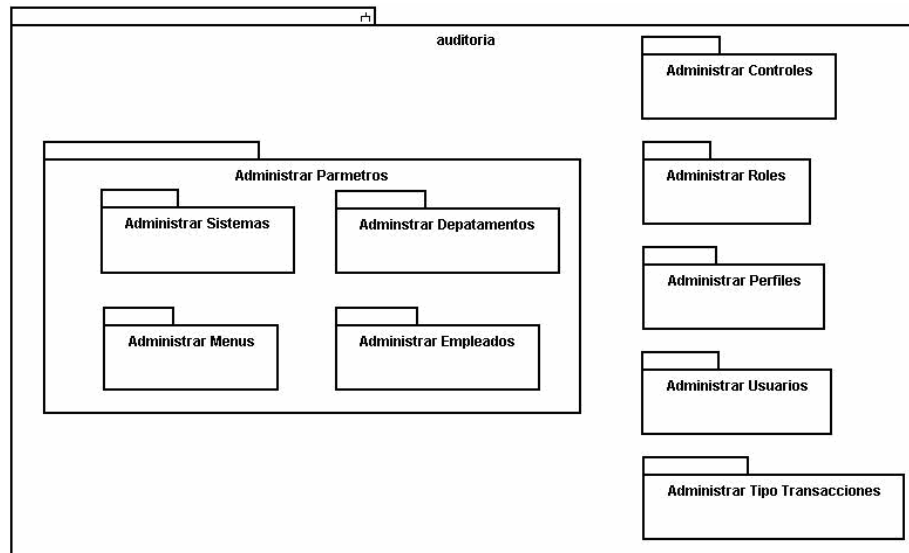 auditoria
Administrar Controles
Administrar Parmetros
Administrar Roles
Administrar Sistemas
Adminstrar Depatamentos
Administrar Perfiles
Administrar Menus
Administrar Empleados
Administrar Usuarios
Administrar Tipo Transacciones